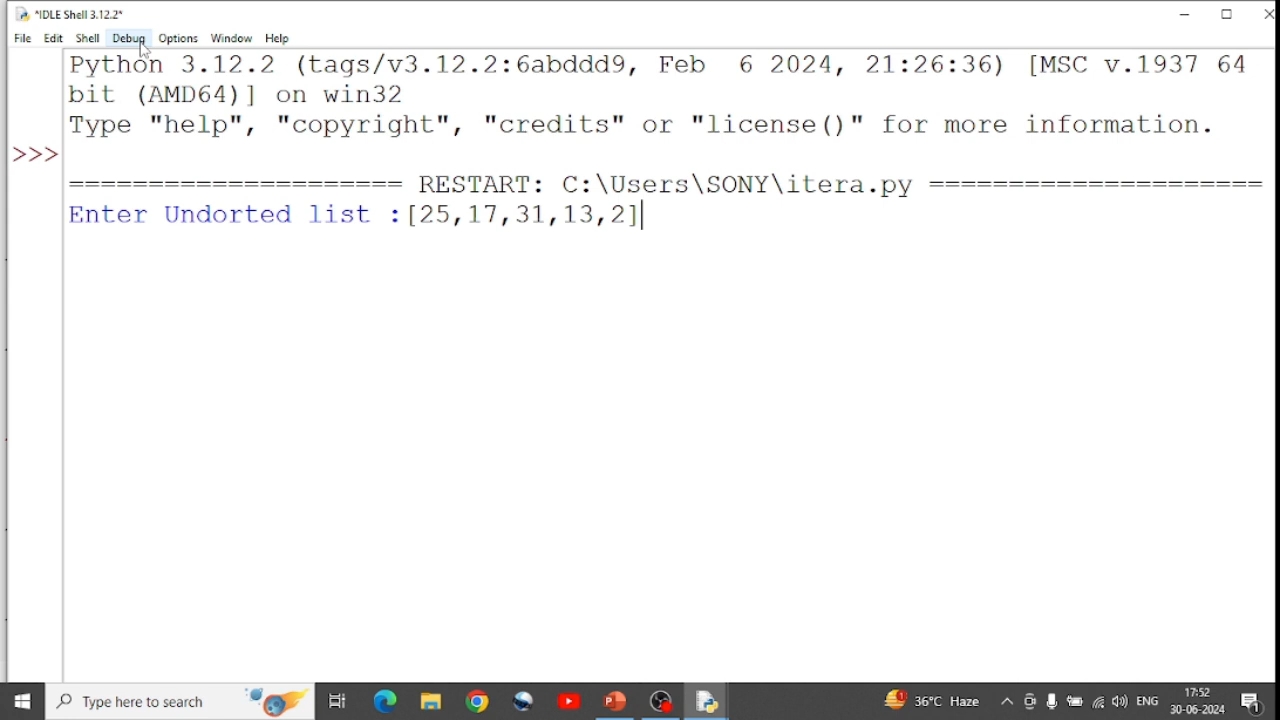 *IDLE Shell 3.12.2*
File Edit Shell Debug Options Window Help
Python 3.12.2 (tags/v3.12.2:6abddd9, Feb  6 2024, 21:26:36) [MSC v.1937 64
bit (AMD64)] on win32
Type "help", "copyright", "credits" or "license()" for more information.
>>>
===================== RESTART: C:\Users\SONY\itera.py =====================
Enter Undorted list :[25,17,31,13,2]
Type here to search
36°C Haze
ENG
17:52
30-06-2024
1